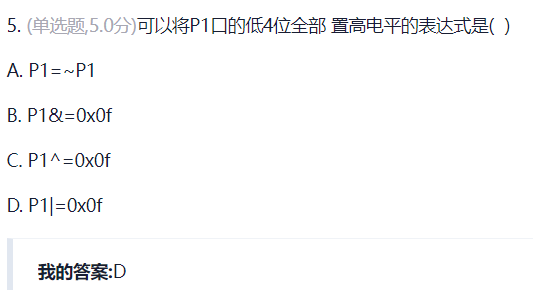 5. (单选题,5.0分)可以将P1口的低4位全部 置高电平的表达式是( )
A. P1=~P1
B. P1&=0x0f
C. P1^=0x0f
D. P1|=0x0f
我的答案:D